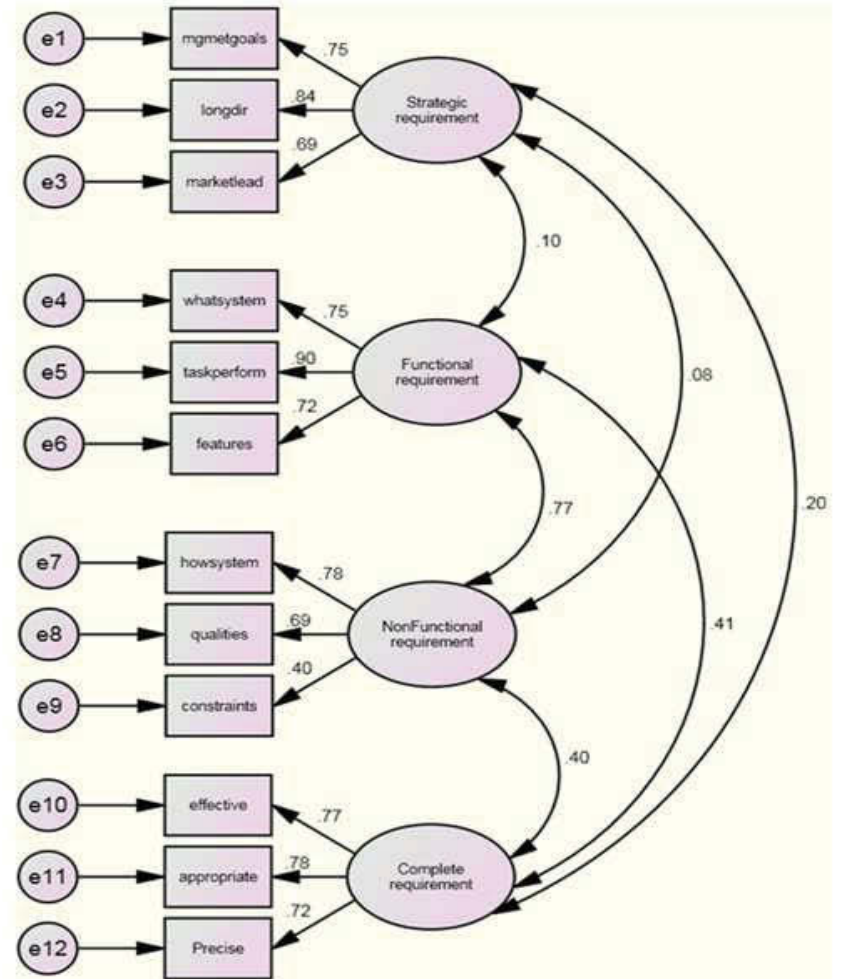 e1
mgmetgoals
.75
e2
longdir
.84
Strategic
requirement
e3
marketlead
.69
.10
e4
whatsystem
.75
e5
taskperform
.90
Functional
requirement
.08
e6
features
.72
.77
.20
e7
howsystem
.78
e8
qualities
.69
NonFunctional
requirement
.41
e9
constraints
.40
.40
e10
effective
.77
e11
appropriate
.78
Complete
requirement
e12
Precise
.72